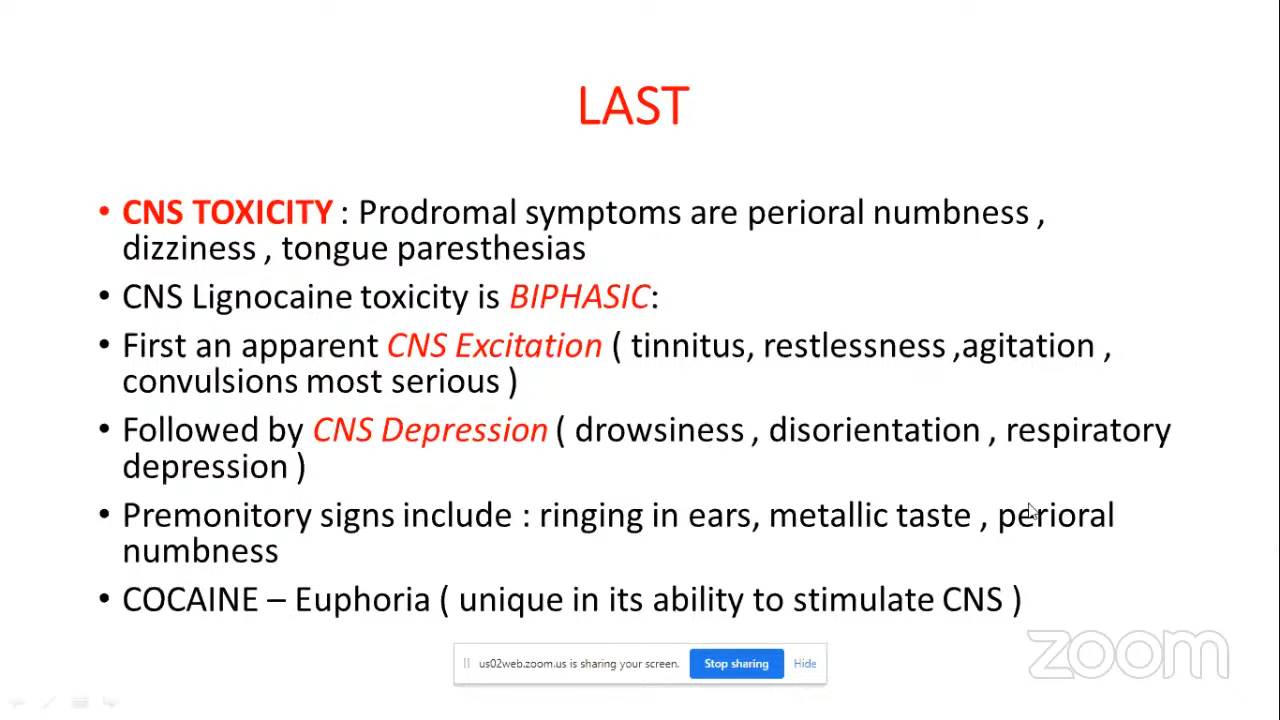 LAST
• CNS TOXICITY : Prodromal symptoms are perioral numbness ,
dizziness , tongue paresthesias
• CNS Lignocaine toxicity is BIPHASIC:
• First an apparent CNS Excitation ( tinnitus, restlessness ,agitation ,
convulsions most serious )
• Followed by CNS Depression ( drowsiness , disorientation , respiratory
depression )
• Premonitory signs include : ringing in ears, metallic taste , perioral
numbness
• COCAINE – Euphoria ( unique in its ability to stimulate CNS )
zoom
us02web.zoom.us is sharing your screen. Stop sharing Hide